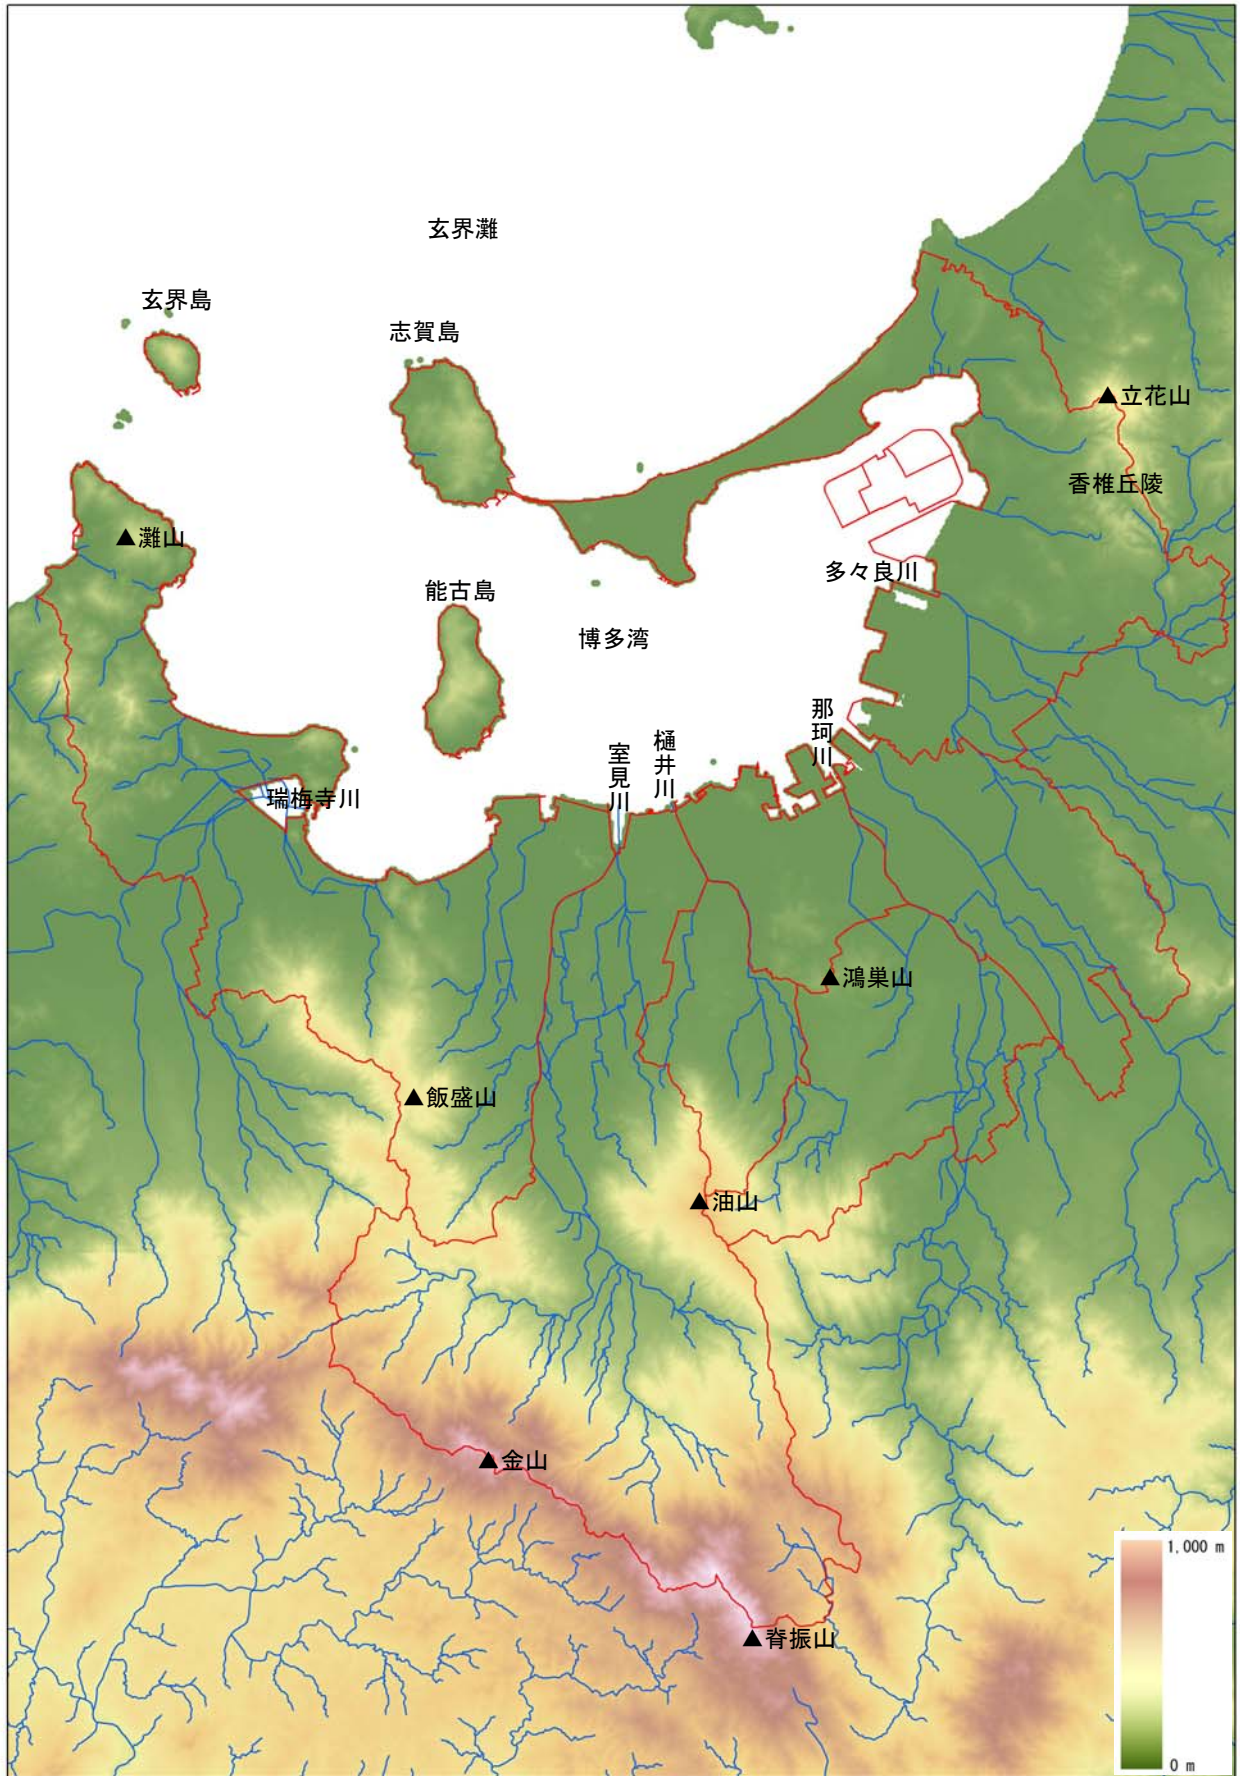 玄界灘
玄界島
志賀島
▲立花山
香椎丘陵
▲灘山
多々良川
能古島
博多湾
那珂川
樋井川
室見川
瑞梅寺川
▲鴻巣山
▲飯盛山
▲油山
▲金山
1,000 m
▲脊振山
0 m